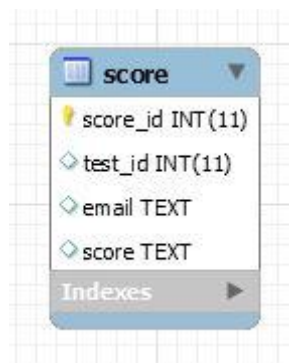 score
score_id INT(11)
test_id INT(11)
email TEXT
score TEXT
Indexes